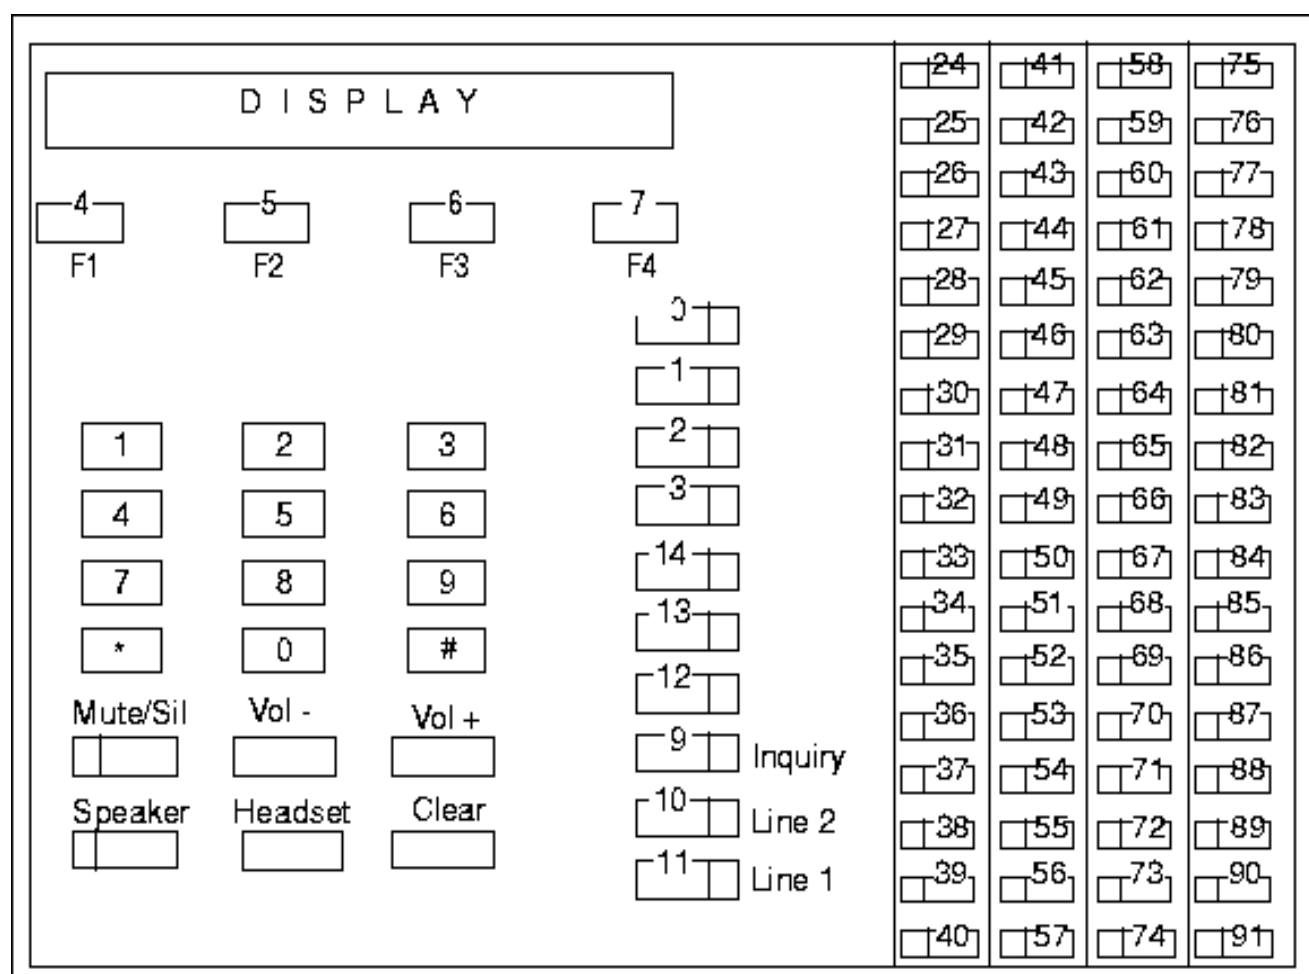 D I S P L A Y
4 5 6 7
F1 F2 F3 F4
0
1
2
3
14
13
12
9 Inquiry
10 Line 2
11 Line 1
1 2 3
4 5 6
7 8 9
* 0 #
Mute/Sil Vol - Vol +
Speaker Headset Clear
24 41 58 75
25 42 59 76
26 43 60 77
27 44 61 78
28 45 62 79
29 46 63 80
30 47 64 81
31 48 65 82
32 49 66 83
33 50 67 84
34 51 68 85
35 52 69 86
36 53 70 87
37 54 71 88
38 55 72 89
39 56 73 90
40 57 74 91